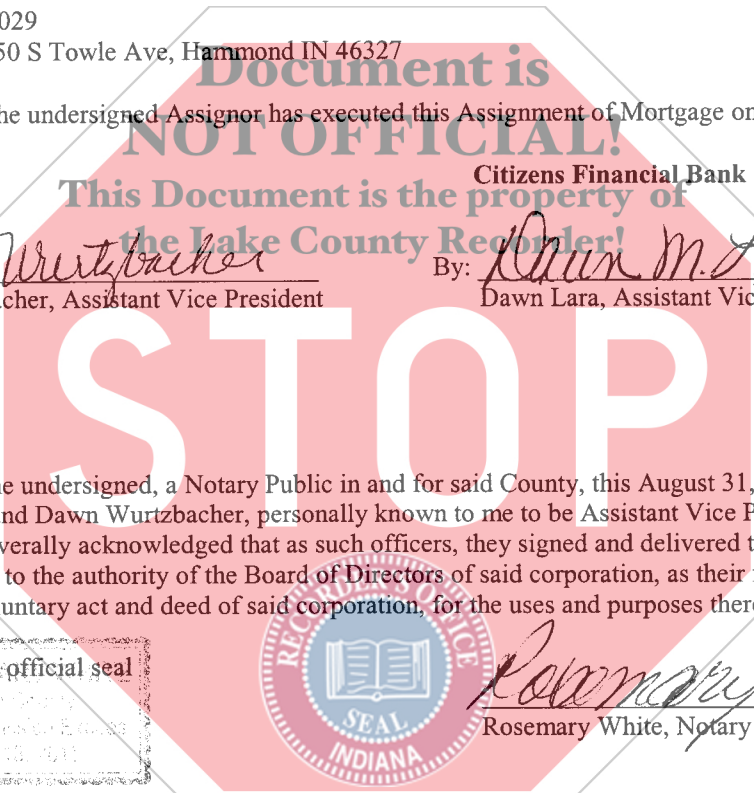 029
50 S Towle Ave, Hammond IN 46327
Document is
he undersigned Assignor has executed this Assignment of Mortgage on
NOT OFFICIAL!
Citizens Financial Bank
This Document is the property of
the Lake County Recorder!
Wurtzbacher
By: Dawn M.
cher, Assistant Vice President
Dawn Lara, Assistant Vic
STOP
e undersigned, a Notary Public in and for said County, this August 31,
nd Dawn Wurtzbacher, personally known to me to be Assistant Vice P
verally acknowledged that as such officers, they signed and delivered t
to the authority of the Board of Directors of said corporation, as their
luntary act and deed of said corporation, for the uses and purposes there
RECORDER'S OFFICE
official seal
SEAL
INDIANA
Rosemary
Rosemary White, Notary